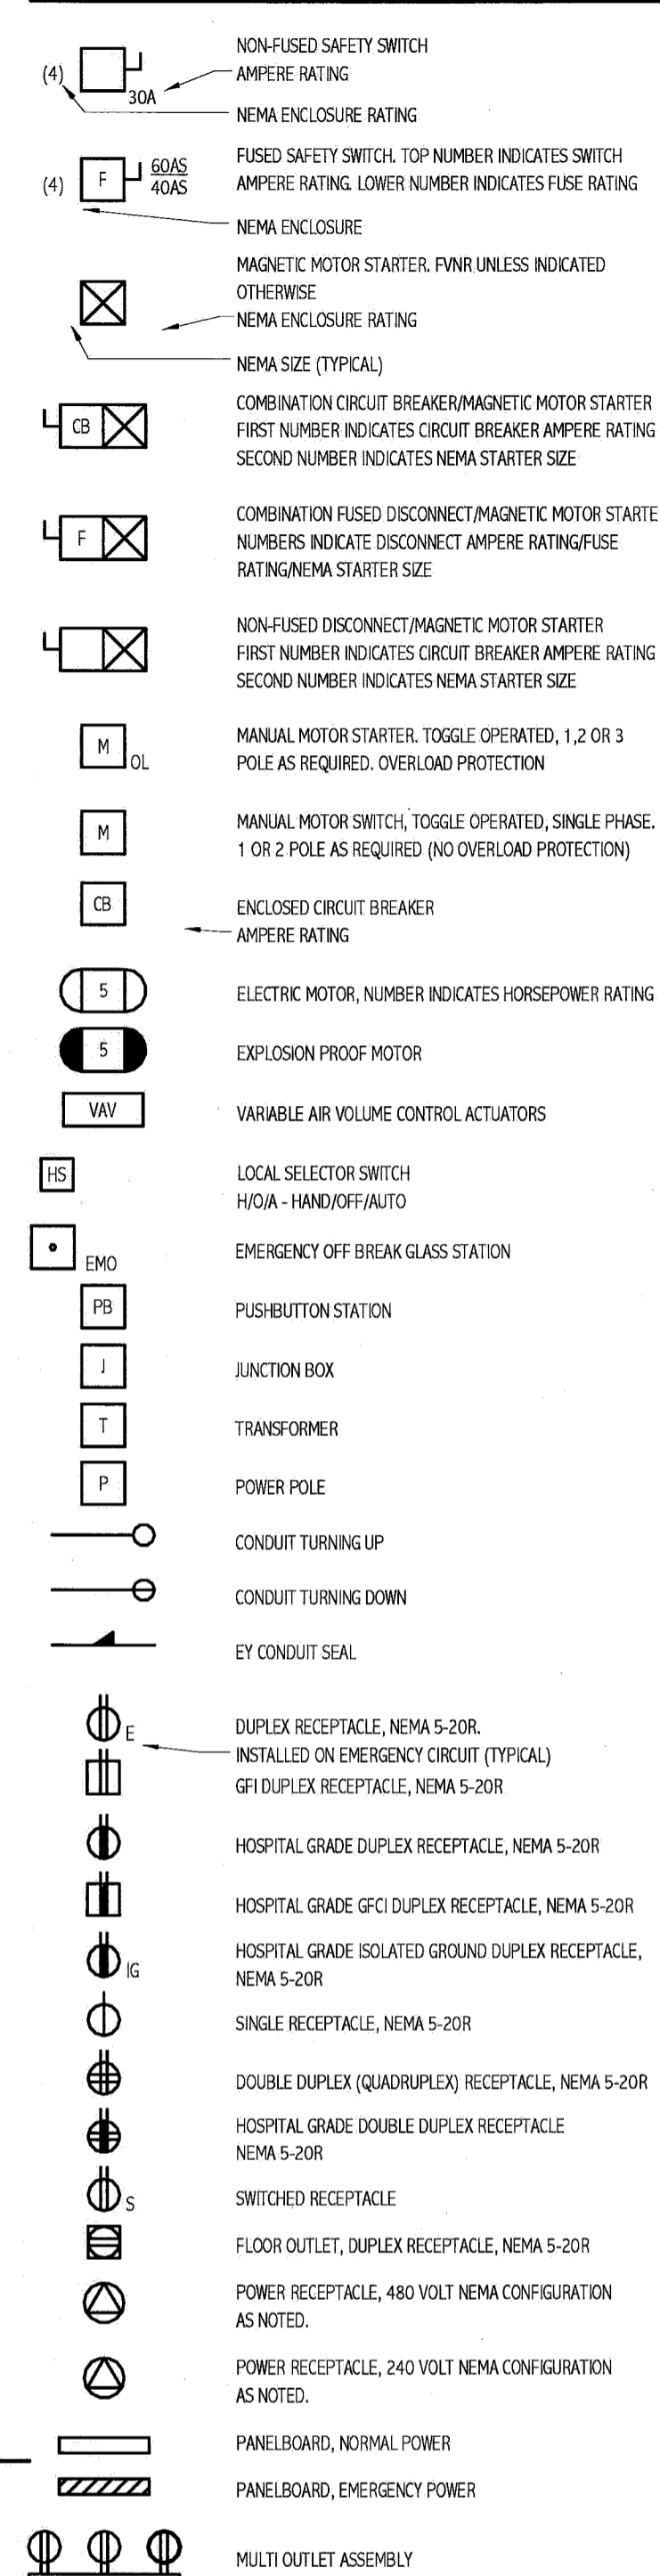 NON-FUSED SAFETY SWITCH
(4)
AMPERE RATING
30A
NEMA ENCLOSURE RATING
FUSED SAFETY SWITCH. TOP NUMBER INDICATES SWITCH
(4) F 60AS
40AS
AMPERE RATING. LOWER NUMBER INDICATES FUSE RATING
NEMA ENCLOSURE
MAGNETIC MOTOR STARTER. FVNR UNLESS INDICATED
OTHERWISE
NEMA ENCLOSURE RATING
NEMA SIZE (TYPICAL)
COMBINATION CIRCUIT BREAKER/MAGNETIC MOTOR STARTER
CB
FIRST NUMBER INDICATES CIRCUIT BREAKER AMPERE RATING
SECOND NUMBER INDICATES NEMA STARTER SIZE
COMBINATION FUSED DISCONNECT/MAGNETIC MOTOR STARTE
F
NUMBERS INDICATE DISCONNECT AMPERE RATING/FUSE
RATING/NEMA STARTER SIZE
NON-FUSED DISCONNECT/MAGNETIC MOTOR STARTER
FIRST NUMBER INDICATES CIRCUIT BREAKER AMPERE RATING
SECOND NUMBER INDICATES NEMA STARTER SIZE
M
OL
MANUAL MOTOR STARTER. TOGGLE OPERATED, 1,2 OR 3
POLE AS REQUIRED. OVERLOAD PROTECTION
M
MANUAL MOTOR SWITCH, TOGGLE OPERATED, SINGLE PHASE.
1 OR 2 POLE AS REQUIRED (NO OVERLOAD PROTECTION)
CB
ENCLOSED CIRCUIT BREAKER
AMPERE RATING
5
ELECTRIC MOTOR, NUMBER INDICATES HORSEPOWER RATING
5
EXPLOSION PROOF MOTOR
VAV
VARIABLE AIR VOLUME CONTROL ACTUATORS
HS
LOCAL SELECTOR SWITCH
H/O/A - HAND/OFF/AUTO
EMO
EMERGENCY OFF BREAK GLASS STATION
PB
PUSHBUTTON STATION
J
JUNCTION BOX
T
TRANSFORMER
P
POWER POLE
CONDUIT TURNING UP
CONDUIT TURNING DOWN
EY CONDUIT SEAL
E
DUPLEX RECEPTACLE, NEMA 5-20R.
INSTALLED ON EMERGENCY CIRCUIT (TYPICAL)
GFI DUPLEX RECEPTACLE, NEMA 5-20R
HOSPITAL GRADE DUPLEX RECEPTACLE, NEMA 5-20R
HOSPITAL GRADE GFCI DUPLEX RECEPTACLE, NEMA 5-20R
IG
HOSPITAL GRADE ISOLATED GROUND DUPLEX RECEPTACLE,
NEMA 5-20R
SINGLE RECEPTACLE, NEMA 5-20R
DOUBLE DUPLEX (QUADRUPLEX) RECEPTACLE, NEMA 5-20R
HOSPITAL GRADE DOUBLE DUPLEX RECEPTACLE
NEMA 5-20R
S
SWITCHED RECEPTACLE
FLOOR OUTLET, DUPLEX RECEPTACLE, NEMA 5-20R
POWER RECEPTACLE, 480 VOLT NEMA CONFIGURATION
AS NOTED.
POWER RECEPTACLE, 240 VOLT NEMA CONFIGURATION
AS NOTED.
PANELBOARD, NORMAL POWER
PANELBOARD, EMERGENCY POWER
MULTI OUTLET ASSEMBLY